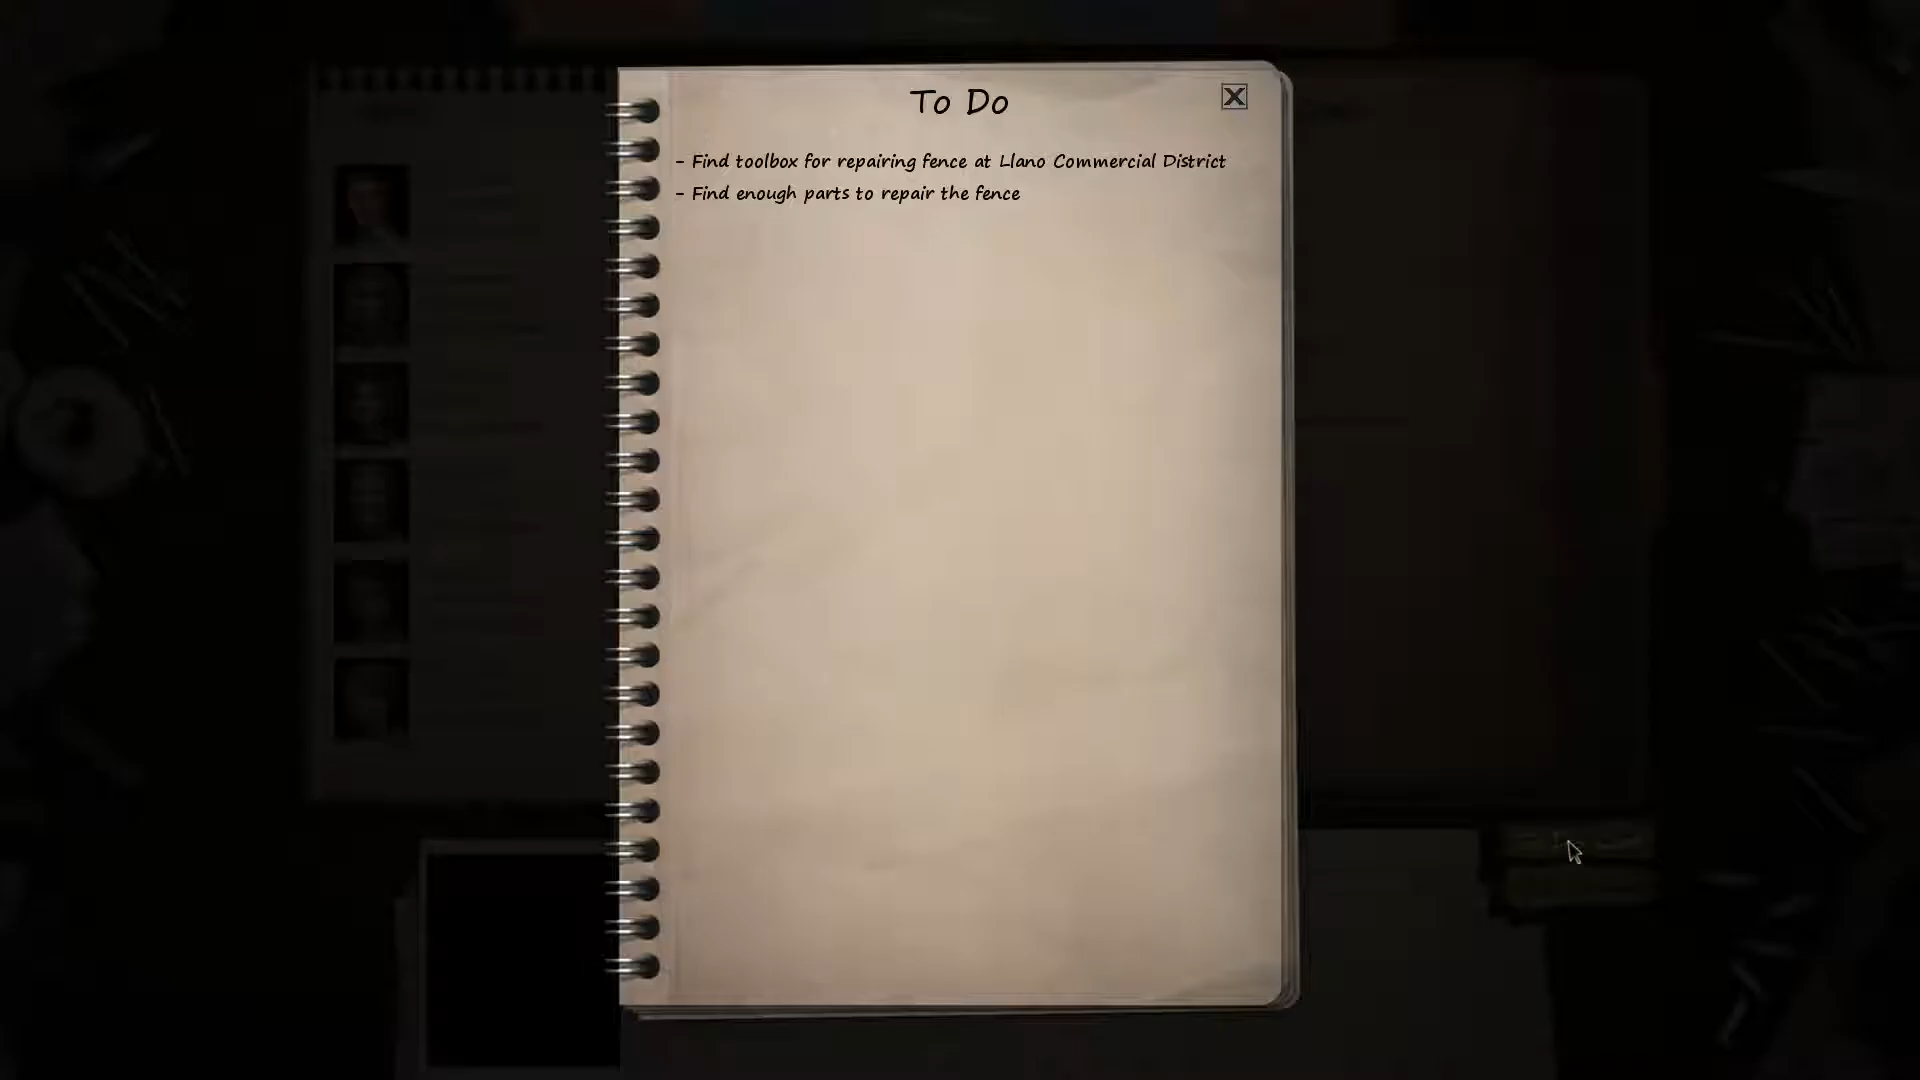 To Do
- Find toolbox for repairing fence at Llano Commercial District
- Find enough parts to repair the fence